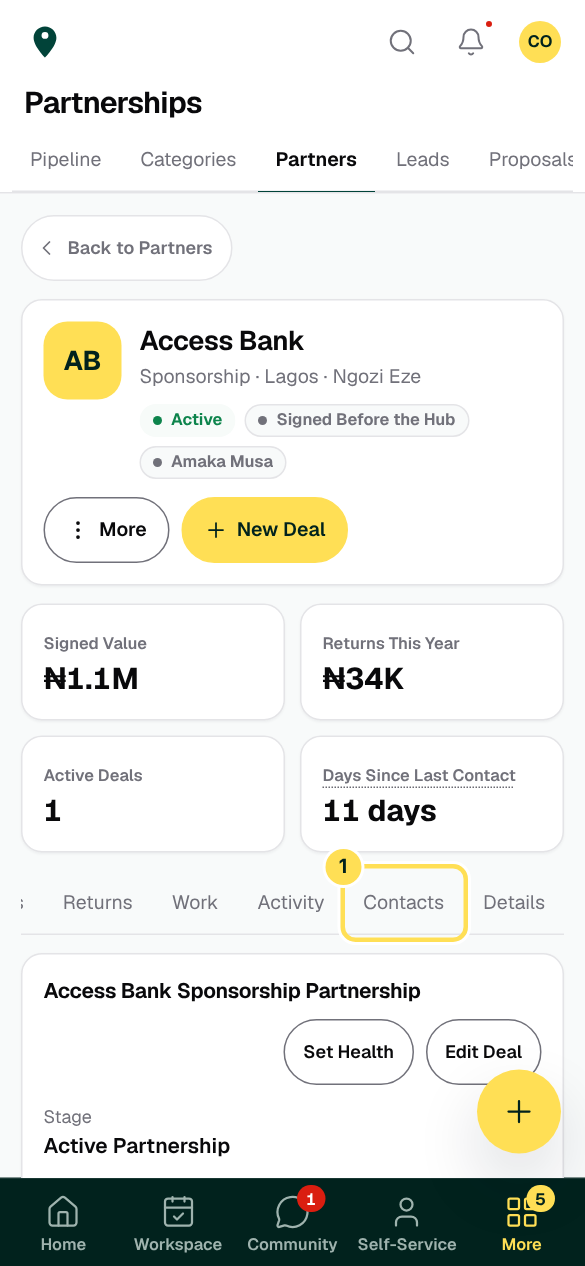 CO
Partnerships
Pipeline Categories Partners Leads Proposals
Back to Partners
AB
Access Bank
Sponsorship · Lagos · Ngozi Eze
Active
Signed Before the Hub
Amaka Musa
More
+ New Deal
Signed Value
₦1.1M
Returns This Year
₦34K
Active Deals
1
Days Since Last Contact
11 days
1
s Returns Work Activity Contacts Details
Access Bank Sponsorship Partnership
Set Health
Edit Deal
Stage
Active Partnership
+
1
5
Home Workspace Community Self-Service More